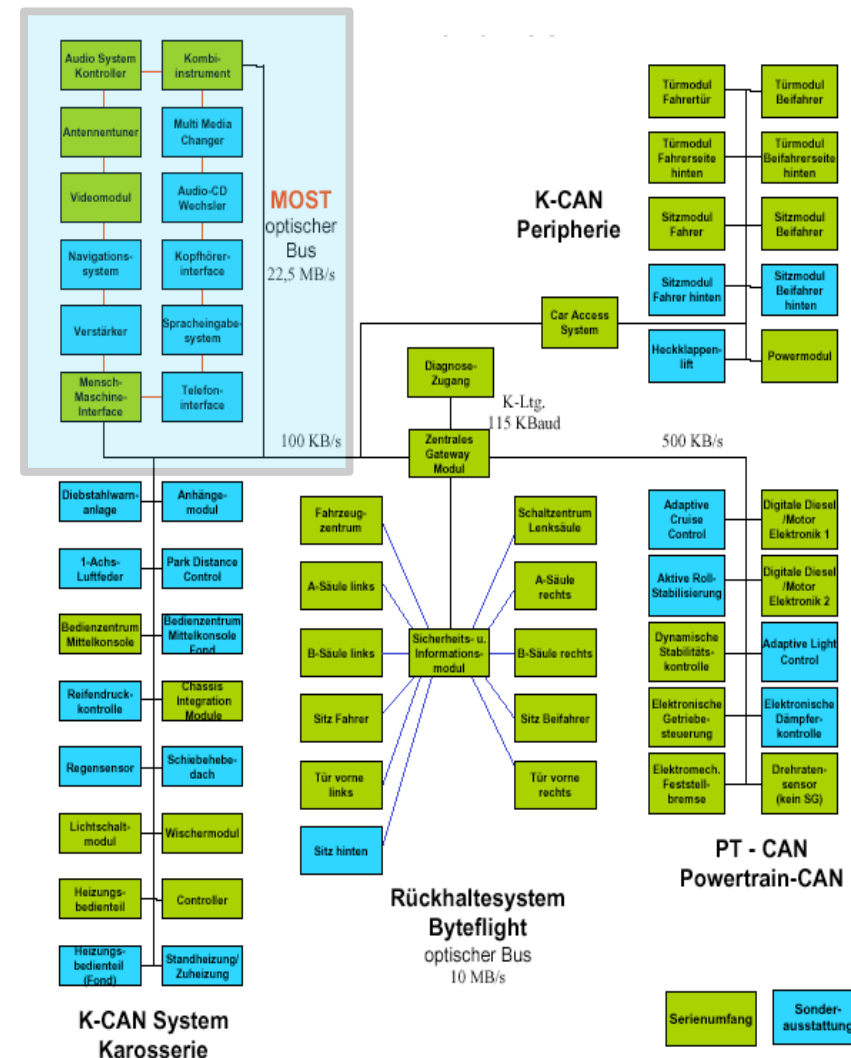 Audio System
Kontroller
Kombi-
instrument
Antennentuner
Multi Media
Changer
Videomodul
Audio-CD
Wechsler
Navigations-
system
Kopfhörer-
interface
Verstärker
Spracheingabe-
system
Mensch-
Maschine-
Interface
Telefon-
interface
MOST
optischer
Bus
22,5 MB/s
K-CAN
Peripherie
Türmodul
Fahrertür
Türmodul
Beifahrer
Türmodul
Fahrerseite
hinten
Türmodul
Beifahrerseite
hinten
Sitzmodul
Fahrer
Sitzmodul
Beifahrer
Sitzmodul
Fahrer hinten
Sitzmodul
Beifahrer
hinten
Heckklappen-
lift
Powermodul
Car Access
System
Diagnose-
Zugang
K-Ltg.
115 KBaud
100 KB/s
Zentrales
Gateway
Modul
500 KB/s
Diebstahlwarn-
anlage
Anhänge-
modul
1-Achs-
Luftfeder
Park Distance
Control
Bedienzentrum
Mittelkonsole
Bedienzentrum
Mittelkonsole
Fond
Reifendruck-
kontrolle
Chassis
Integration
Module
Regensensor
Schiebehebe-
dach
Lichtschalt-
modul
Wischermodul
Heizungs-
bedienteil
Controller
Heizungs-
bedienteil
(Fond)
Standheizung/
Zuheizung
K-CAN System
Karosserie
Fahrzeug-
zentrum
Schaltzentrum
Lenksäule
A-Säule links
A-Säule
rechts
B-Säule links
Sicherheits- u.
Informations-
modul
B-Säule rechts
Sitz Fahrer
Sitz Beifahrer
Tür vorne
links
Tür vorne
rechts
Sitz hinten
Rückhaltesystem
Byteflight
optischer Bus
10 MB/s
Adaptive
Cruise
Control
Digitale Diesel
/Motor
Elektronik 1
Aktive Roll-
Stabilisierung
Digitale Diesel
/Motor
Elektronik 2
Dynamische
Stabilitäts-
kontrolle
Adaptive Light
Control
Elektronische
Getriebe-
steuerung
Elektronische
Dämpfer-
kontrolle
Elektromech.
Feststell-
bremse
Drehraten-
sensor
(kein SG)
PT - CAN
Powertrain-CAN
Serienumfang
Sonder-
ausstattung